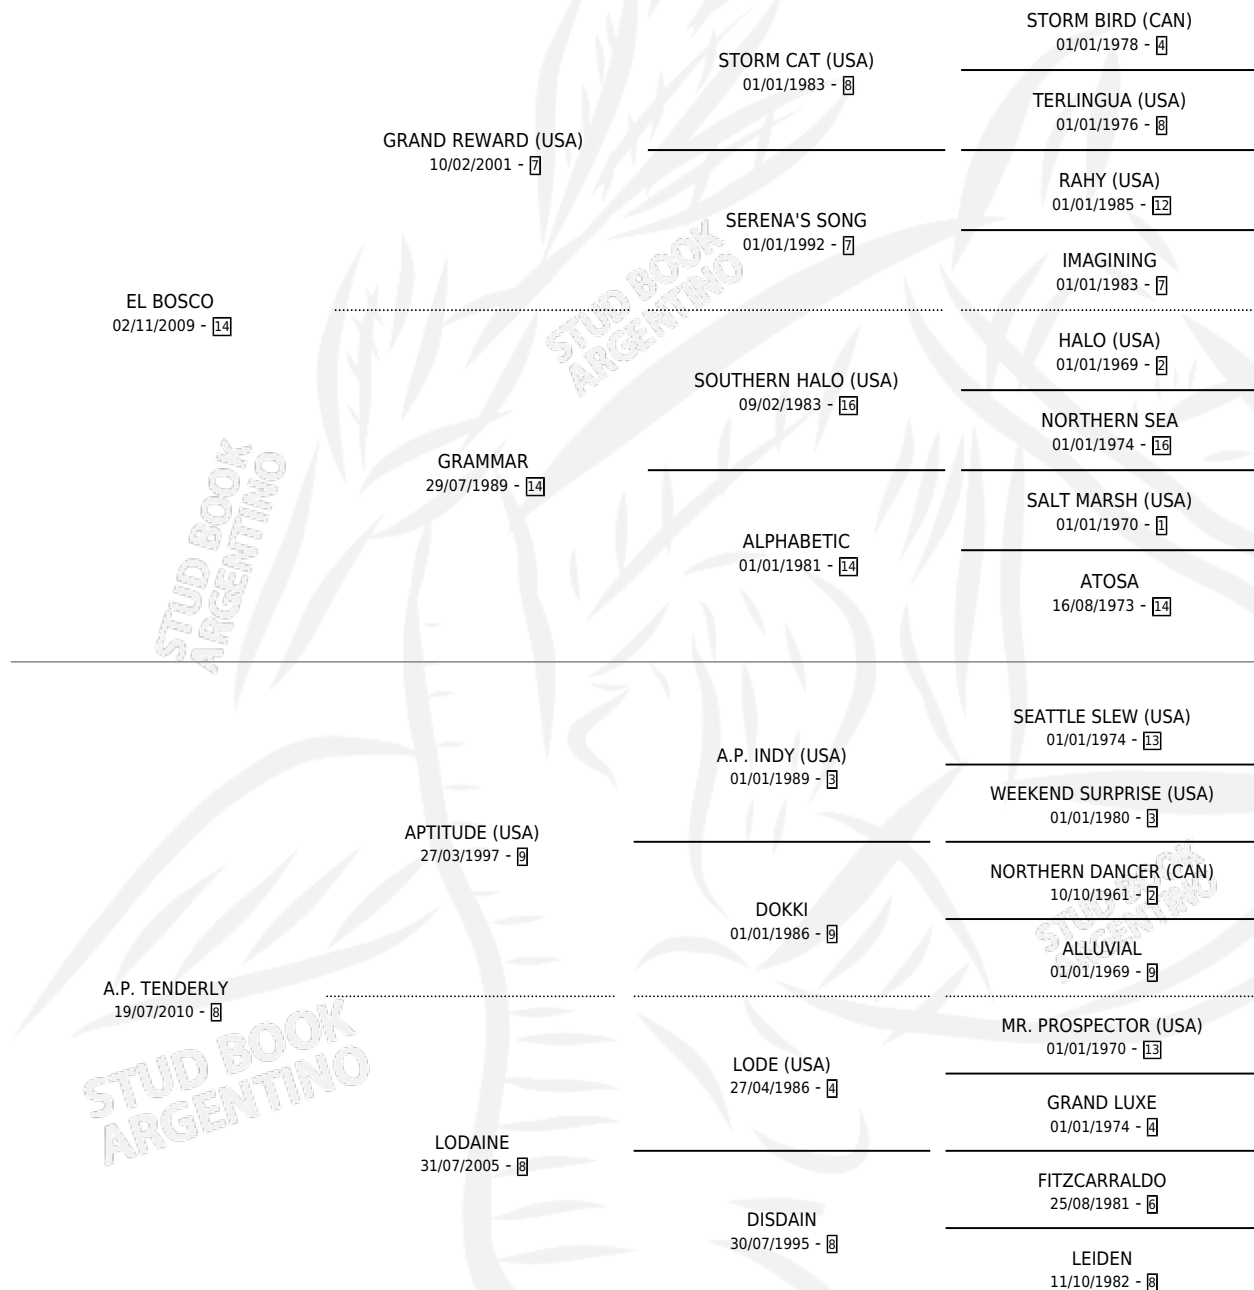 STORM BIRD (CAN)
01/01/1978 - 4
STORM CAT (USA)
01/01/1983 - 8
TERLINGUA (USA)
01/01/1976 - 8
GRAND REWARD (USA)
10/02/2001 - 7
RAHY (USA)
01/01/1985 - 12
SERENA'S SONG
01/01/1992 - 7
IMAGINING
01/01/1983 - 7
EL BOSCO
02/11/2009 - 14
HALO (USA)
01/01/1969 - 2
SOUTHERN HALO (USA)
09/02/1983 - 16
NORTHERN SEA
01/01/1974 - 16
GRAMMAR
29/07/1989 - 14
SALT MARSH (USA)
01/01/1970 - 1
ALPHABETIC
01/01/1981 - 14
ATOSA
16/08/1973 - 14
STUD BOOK
ARGENTINO
STUD BOOK
ARGENTINO
SEATTLE SLEW (USA)
01/01/1974 - 13
A.P. INDY (USA)
01/01/1989 - 3
WEEKEND SURPRISE (USA)
01/01/1980 - 3
APTITUDE (USA)
27/03/1997 - 9
NORTHERN DANCER (CAN)
10/10/1961 - 2
DOKKI
01/01/1986 - 9
ALLUVIAL
01/01/1969 - 9
A.P. TENDERLY
19/07/2010 - 8
MR. PROSPECTOR (USA)
01/01/1970 - 13
LODE (USA)
27/04/1986 - 4
GRAND LUXE
01/01/1974 - 4
LODAINE
31/07/2005 - 8
FITZCARRALDO
25/08/1981 - 6
DISDAIN
30/07/1995 - 8
LEIDEN
11/10/1982 - 8
STUD BOOK
ARGENTINO
STUD BOOK
ARGENTINO